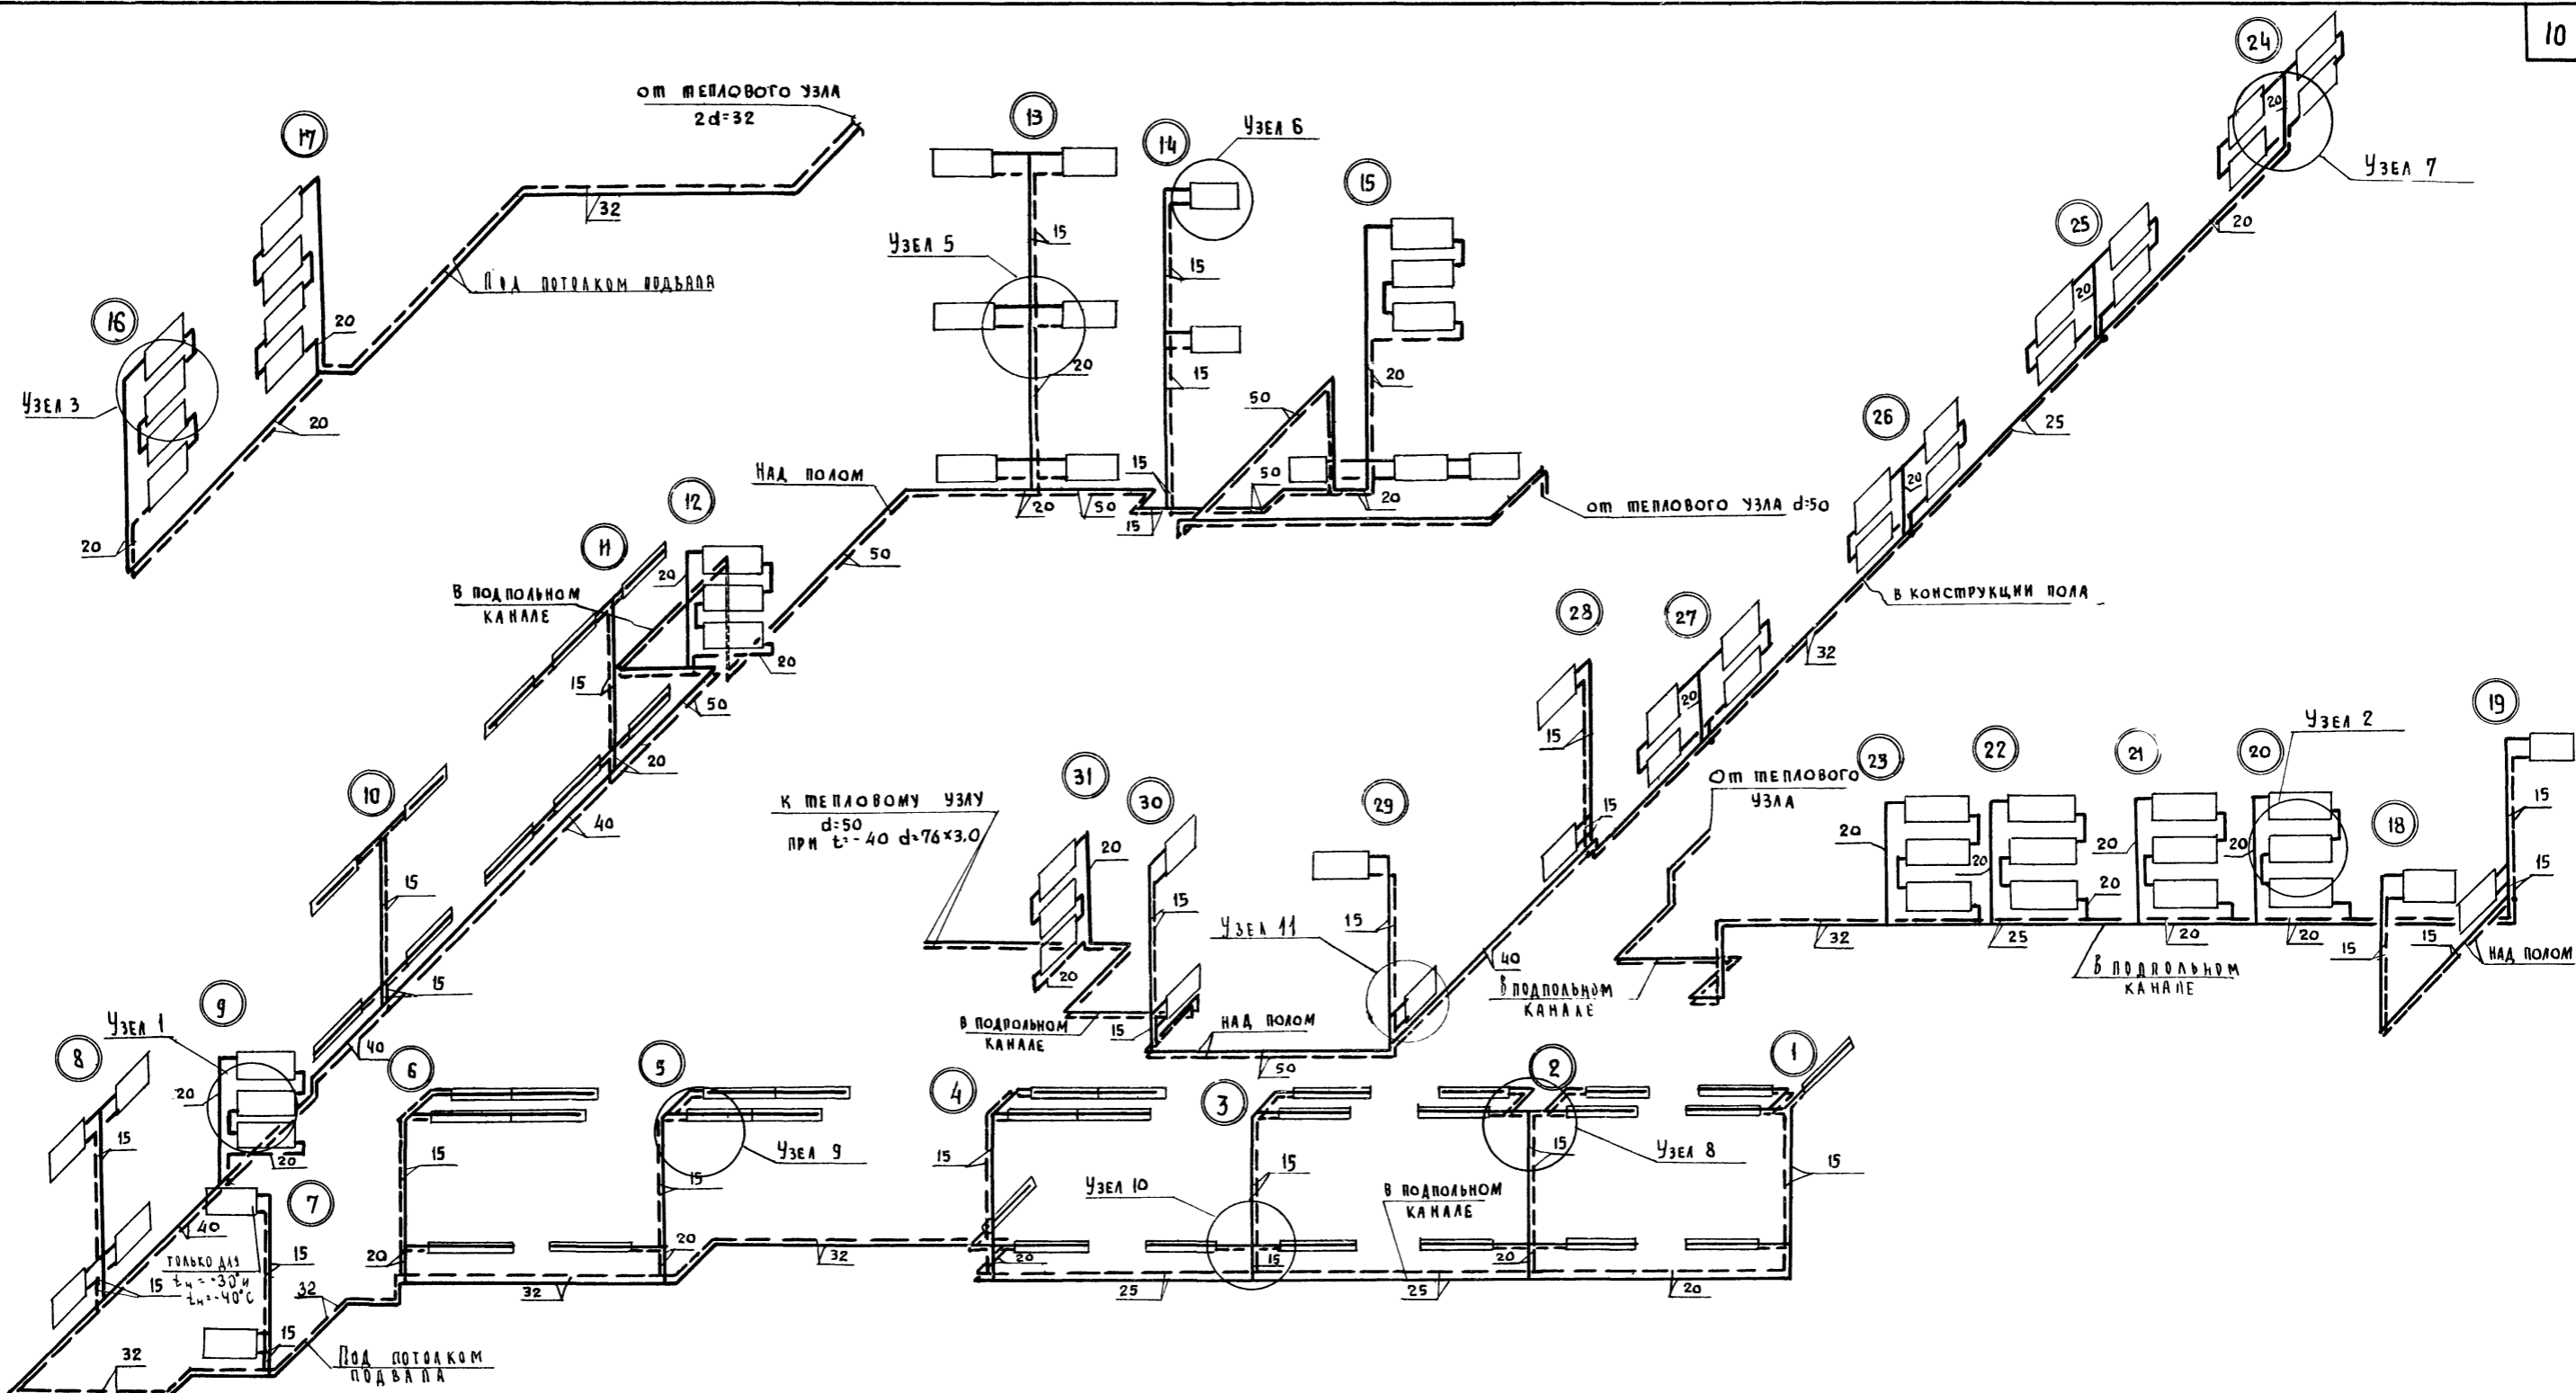 10
24
от теплового узла
2d=32
17
13
14
Узел 6
15
Узел 7
20
32
15
Узел 5
25
20
15
Под потолком подвала
16
20
20
15
20
20
50
26
Узел 3
20
25
20
Над полом
12
15
50
20
50
15
20
от теплового узла d=50
20
50
11
50
20
В подпольном
канале
в конструкции пола
28
27
20
15
50
20
32
19
Узел 2
10
20
40
15
31
30
29
От теплового
узла
23
22
21
20
18
к тепловому узлу
d=50
при t=-40 d=76×3,0
20
15
20
20
20
20
15
15
15
15
Узел 11
20
15
9
20
40
32
25
20
20
15
15
над полом
в подпольном
канале
В подпольном
канале
Узел 1
8
40
6
5
4
3
2
1
в подпольном
канале
15
над полом
50
20
15
20
15
15
Узел 9
15
15
15
Узел 8
15
Узел 10
в подпольном
канале
7
40
15
только для
tн=-30° и
tн=-40°С
15
20
20
32
20
15
20
32
32
25
25
20
15
32
Под потолком
подвала